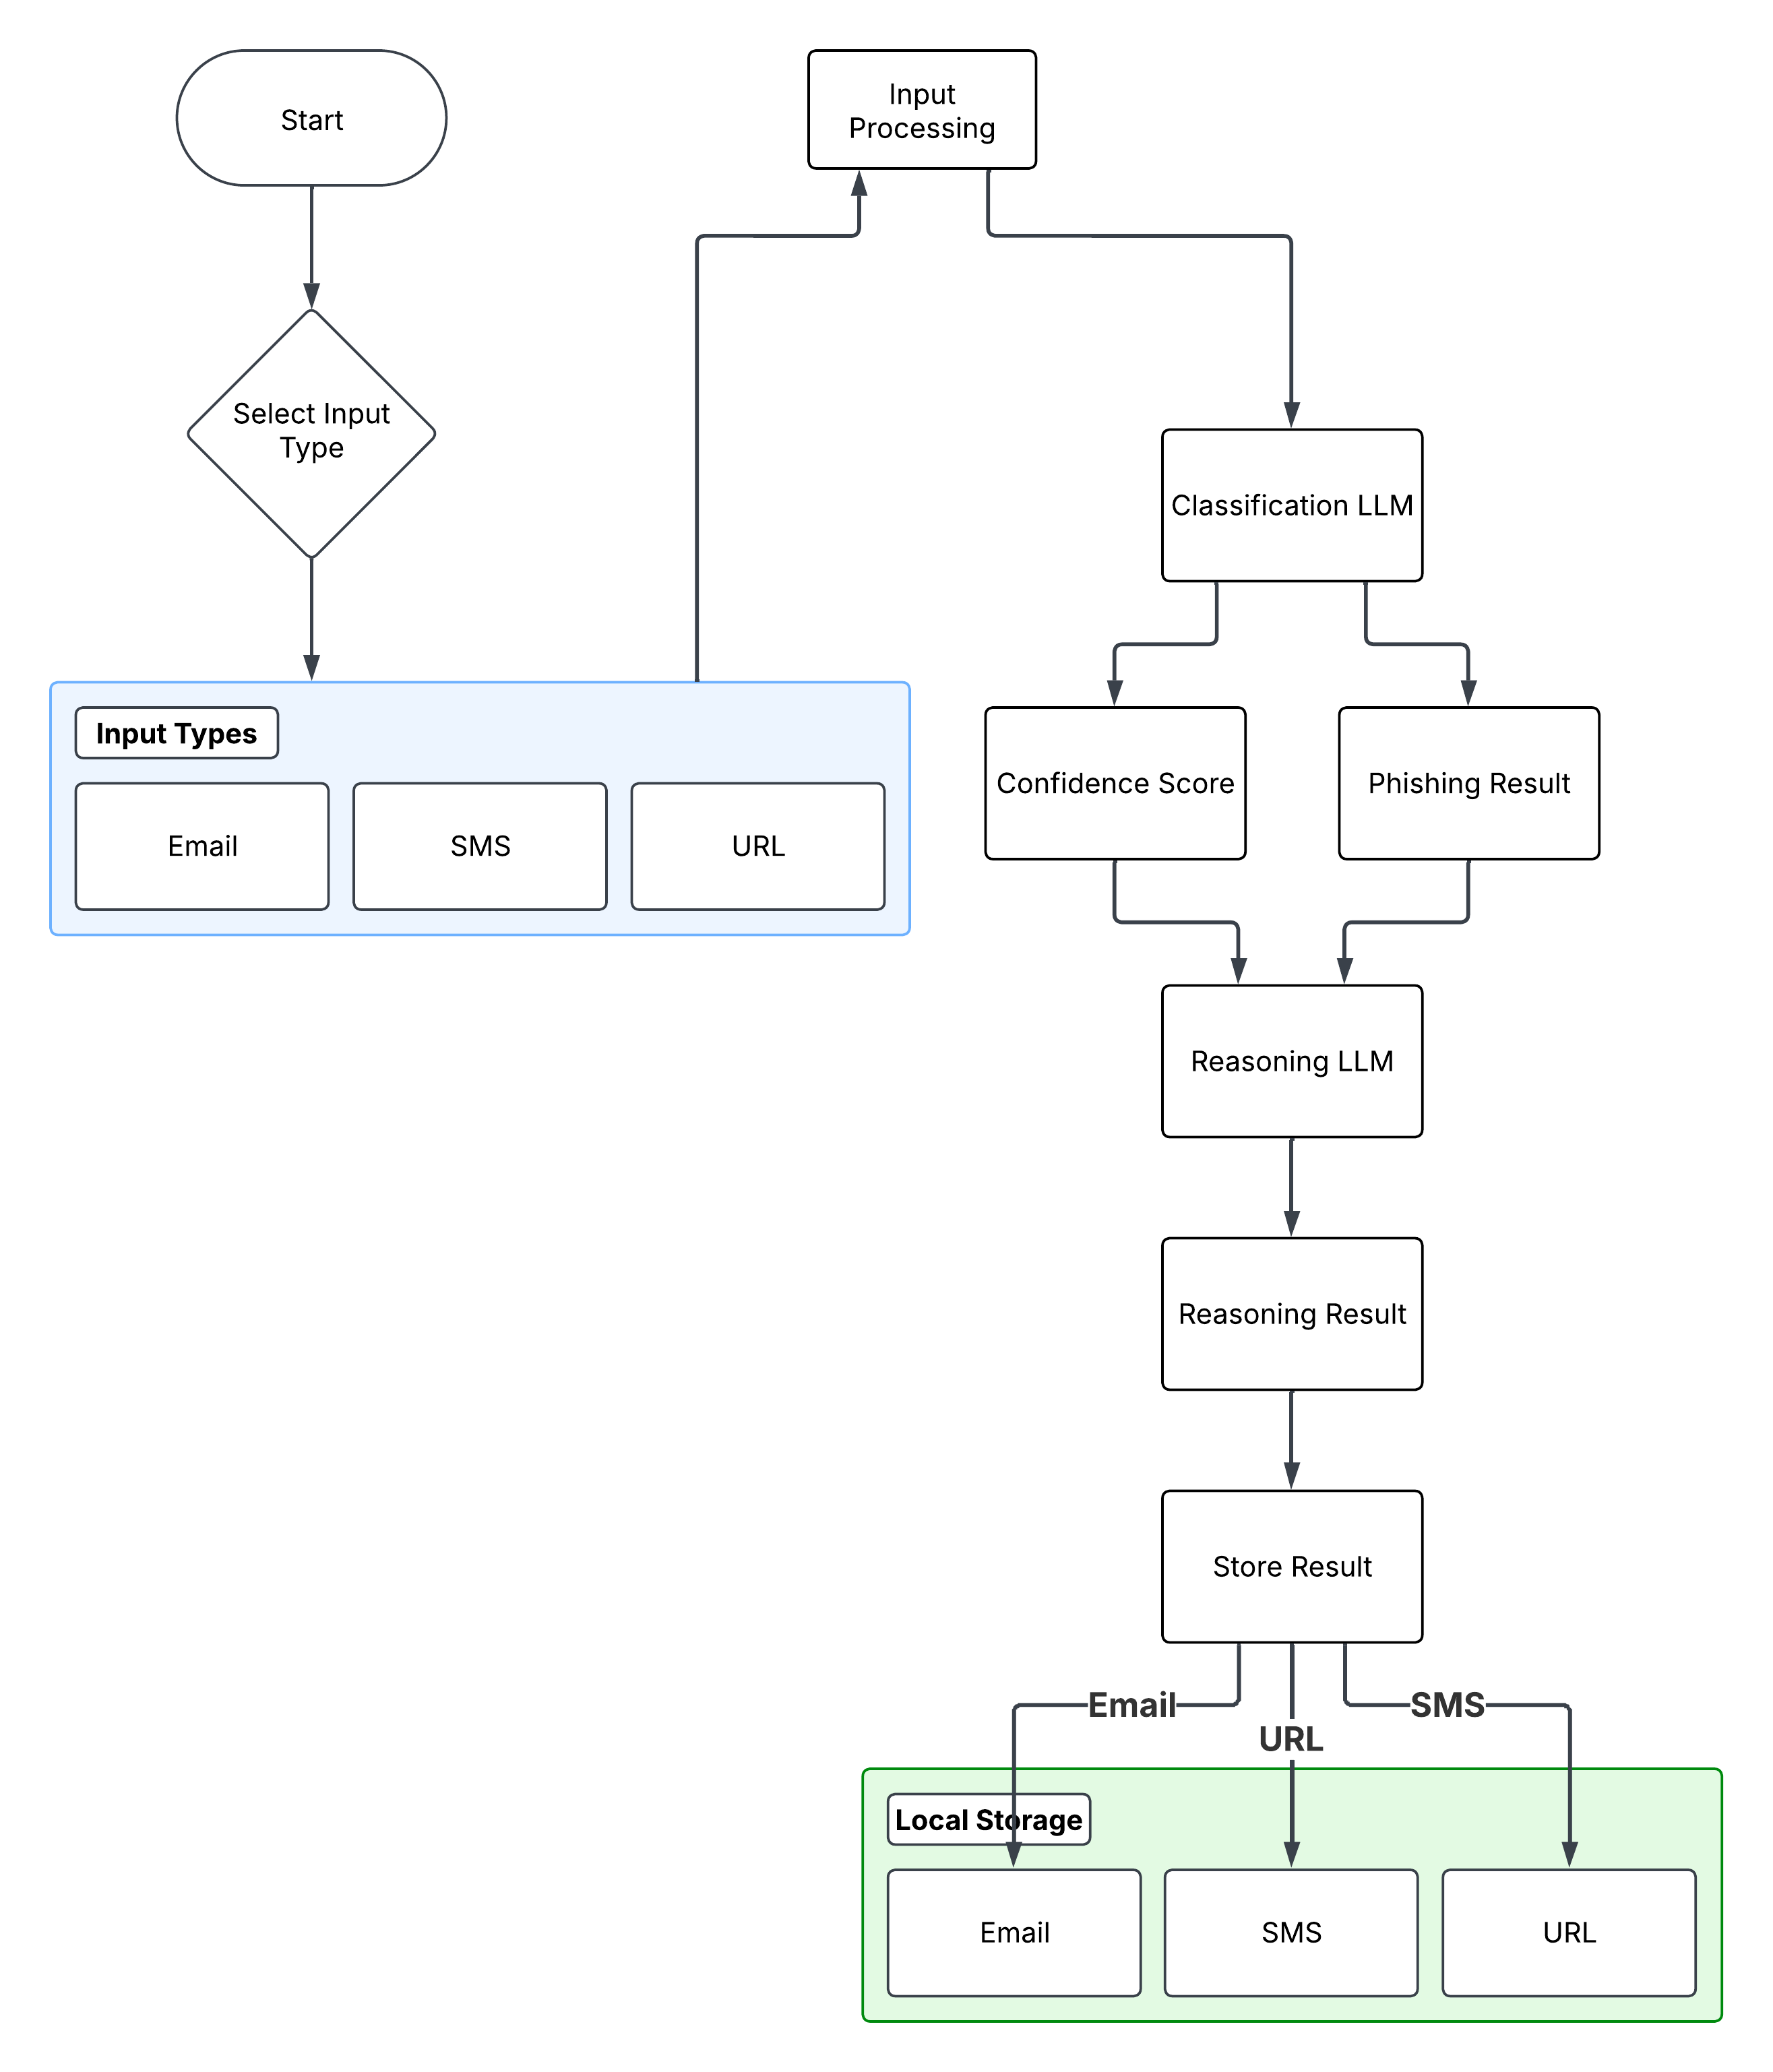 Start
Select Input
Type
Input Types
Email
SMS
URL
Input
Processing
Classification LLM
Confidence Score
Phishing Result
Reasoning LLM
Reasoning Result
Store Result
Email
URL
SMS
Local Storage
Email
SMS
URL